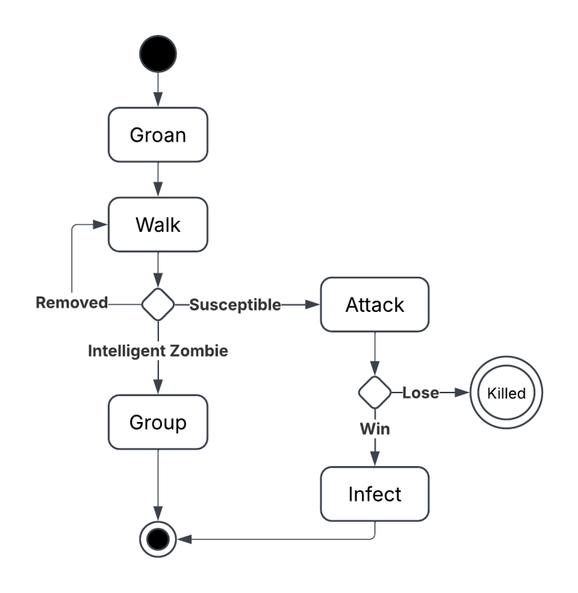 Groan
Walk
Removed
Susceptible
Attack
Intelligent Zombie
Lose
Killed
Group
Win
Infect